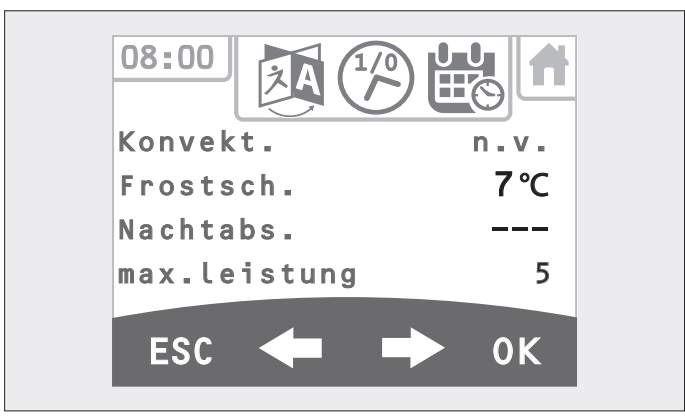 08:00
A
1/0
Konvekt. n.v.
Frostsch. 7°C
Nachtabs. ---
max.leistung 5
ESC OK